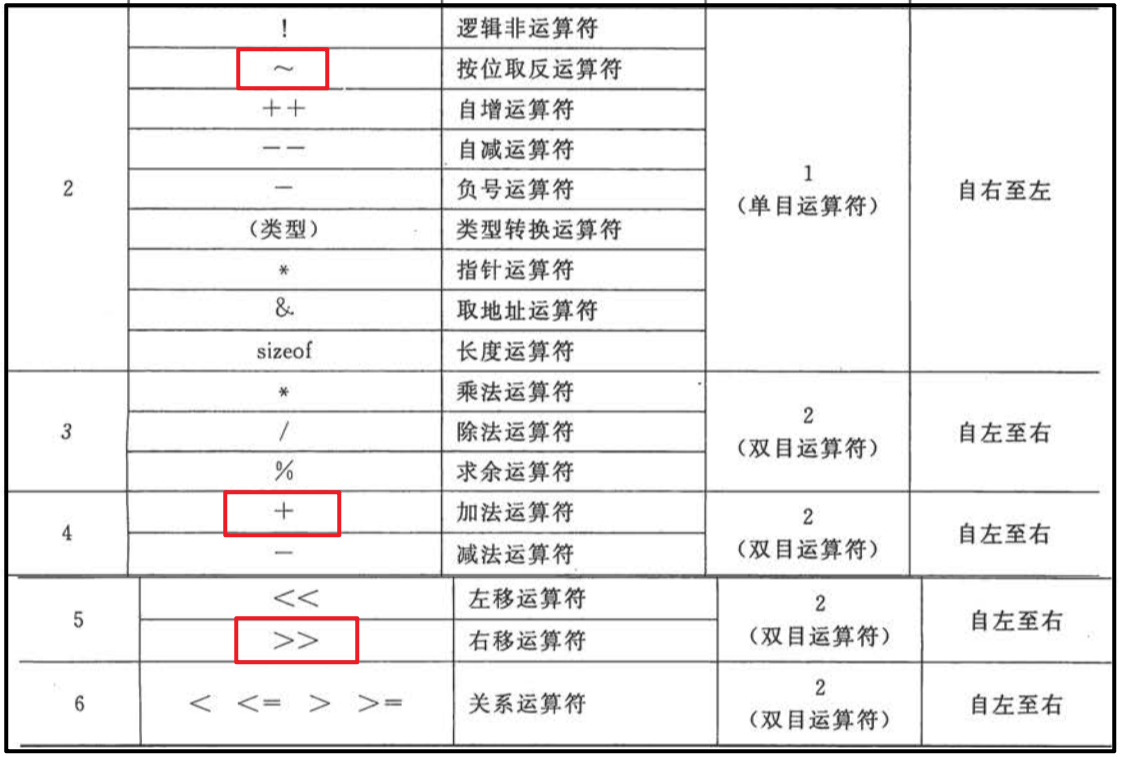 ! 逻辑非运算符
~ 按位取反运算符
++ 自增运算符
-- 自减运算符
2 - 负号运算符 1 (单目运算符) 自右至左
(类型) 类型转换运算符
* 指针运算符
& 取地址运算符
sizeof 长度运算符
* 乘法运算符
3 / 除法运算符 2 (双目运算符) 自左至右
% 求余运算符
+ 加法运算符
4 2 (双目运算符) 自左至右
- 减法运算符
<< 左移运算符
5 2 (双目运算符) 自左至右
>> 右移运算符
6 < <= > >= 关系运算符 2 (双目运算符) 自左至右